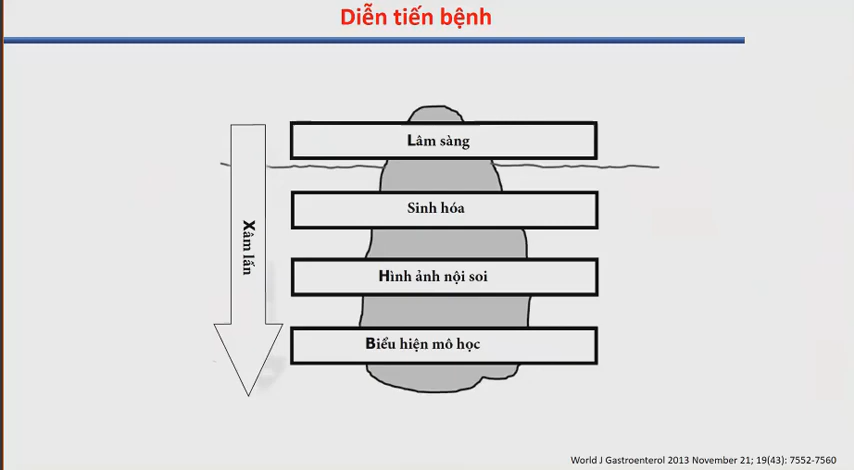 Diễn tiến bệnh
Lâm sàng
Sinh hóa
Xâm lấn
Hình ảnh nội soi
Biểu hiện mô học
World J Gastroenterol 2013 November 21; 19(43): 7552-7560